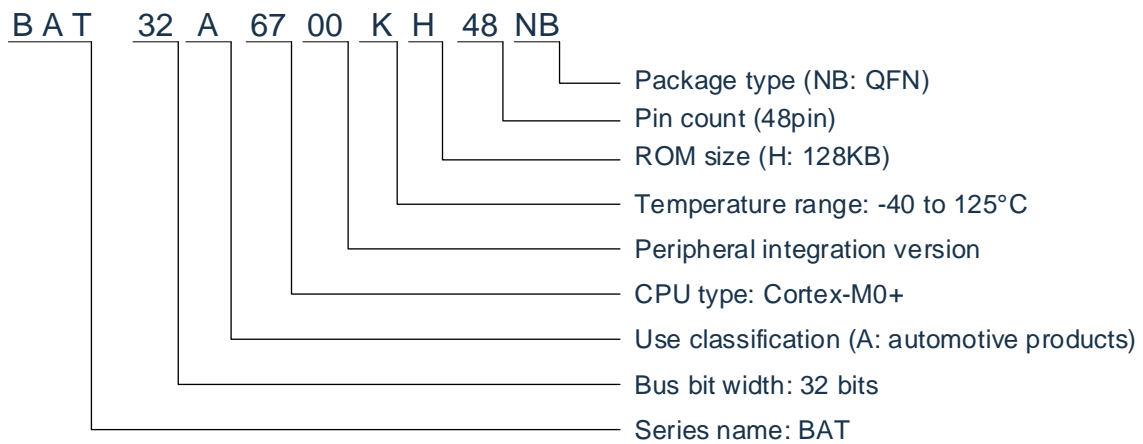 BAT 32 A 67 00 K H 48 NB
Package type (NB: QFN)
Pin count (48pin)
ROM size (H: 128KB)
Temperature range: -40 to 125°C
Peripheral integration version
CPU type: Cortex-M0+
Use classification (A: automotive products)
Bus bit width: 32 bits
Series name: BAT